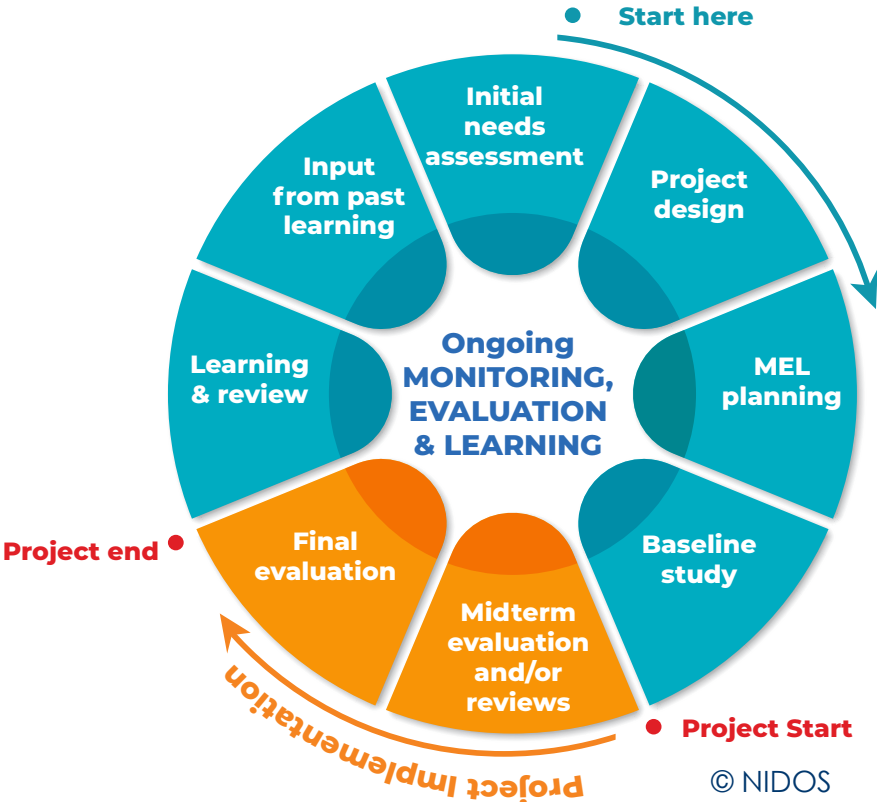 Start here
Initial
needs
assessment
Project
design
MEL
planning
Baseline
study
Project Start
Midterm
evaluation
and/or
reviews
Project Implementation
Final
evaluation
Project end
Learning
& review
Input
from past
learning
Ongoing
MONITORING,
EVALUATION
& LEARNING
© NIDOS